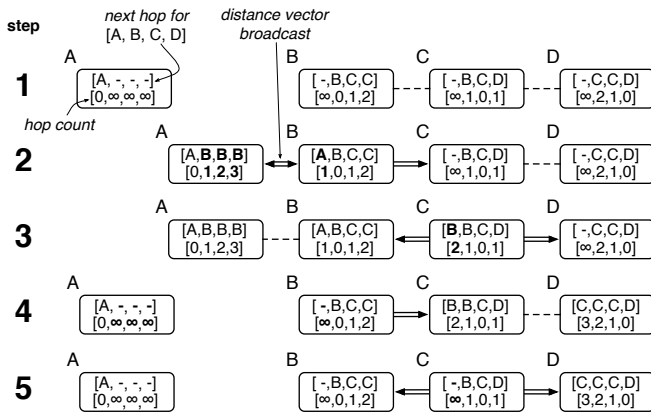 step
next hop for
[A, B, C, D]
distance vector
broadcast
hop count
1
A
[A, -, -, -]
[0,∞,∞,∞]
B
[ -,B,C,C]
[∞,0,1,2]
C
[ -,B,C,D]
[∞,1,0,1]
D
[ -,C,C,D]
[∞,2,1,0]
2
A
[A,B,B,B]
[0,1,2,3]
B
[A,B,C,C]
[1,0,1,2]
C
[ -,B,C,D]
[∞,1,0,1]
D
[ -,C,C,D]
[∞,2,1,0]
3
A
[A,B,B,B]
[0,1,2,3]
B
[A,B,C,C]
[1,0,1,2]
C
[B,B,C,D]
[2,1,0,1]
D
[ -,C,C,D]
[∞,2,1,0]
4
A
[A, -, -, -]
[0,∞,∞,∞]
B
[ -,B,C,C]
[∞,0,1,2]
C
[B,B,C,D]
[2,1,0,1]
D
[C,C,C,D]
[3,2,1,0]
5
A
[A, -, -, -]
[0,∞,∞,∞]
B
[ -,B,C,C]
[∞,0,1,2]
C
[ -,B,C,D]
[∞,1,0,1]
D
[C,C,C,D]
[3,2,1,0]